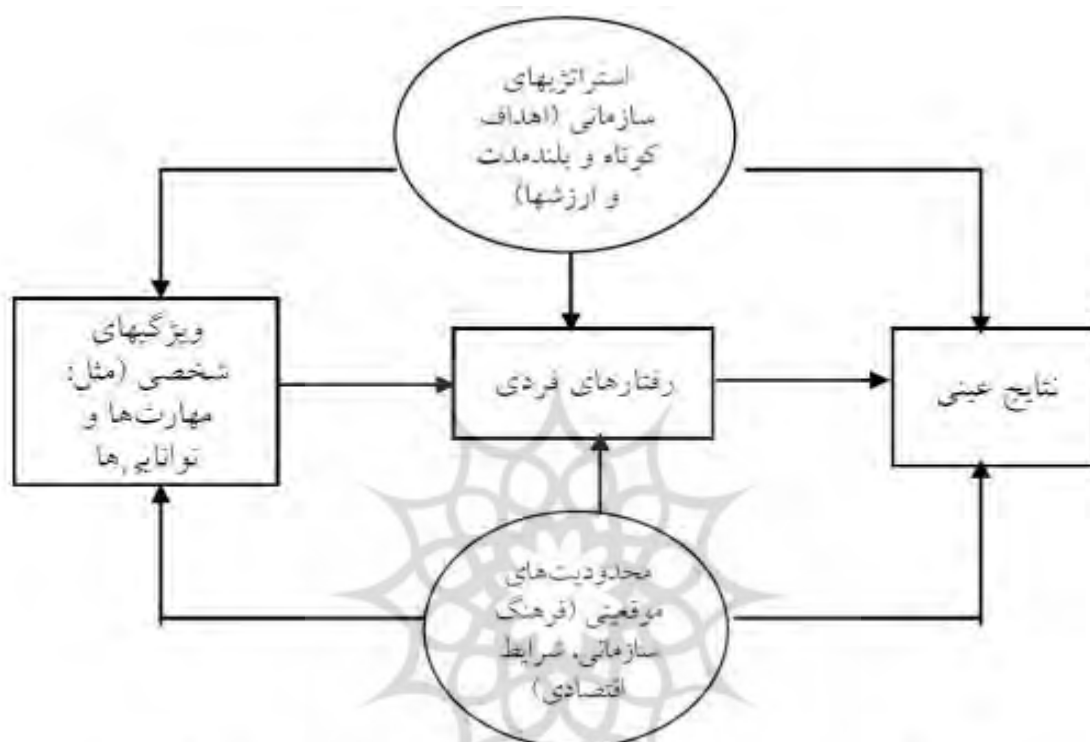 استراتژیهای
سازمانی (اهداف
کوتاه و بلندمدت
و ارزشها)
ویژگیهای
شخصی (مثل:
مهارت‌ها و
توانایی‌ها
رفتارهای فردی
نتایج عینی
محدودیت‌های
موقعیتی (فرهنگ
سازمانی، شرایط
اقتصادی)